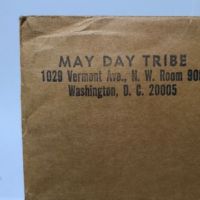 MAY DAY TRIBE
1029 Vermont Ave., N. W. Room 90
Washington, D. C. 20005